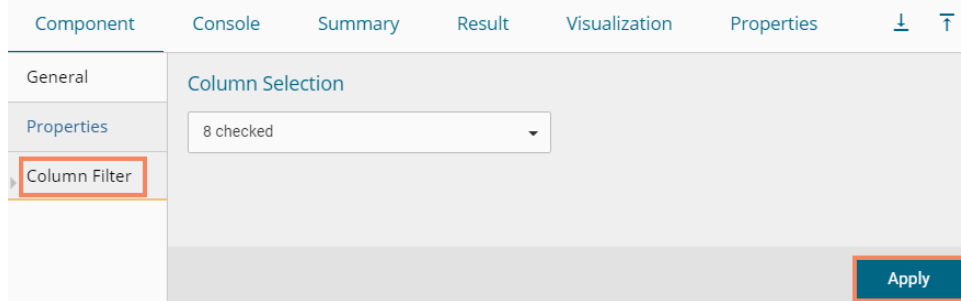 Component Console Summary Result Visualization Properties
General
Column Selection
Properties
8 checked
Column Filter
Apply